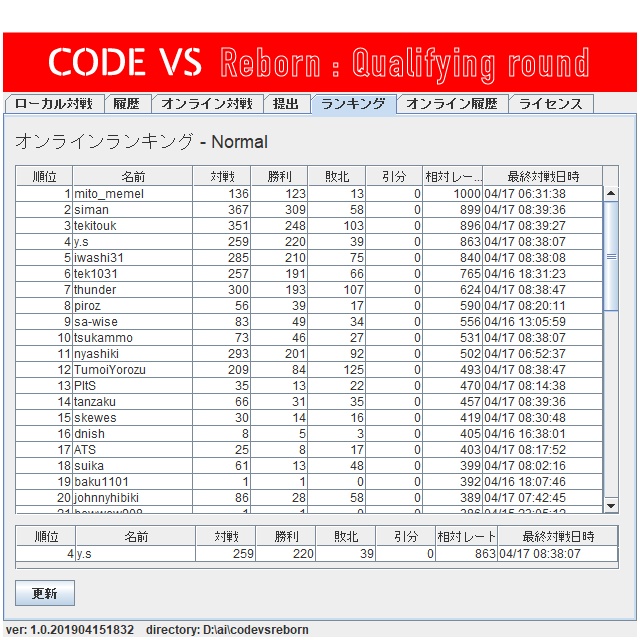 CODE VS Reborn : Qualifying round
ローカル対戦 履歴 オンライン対戦 提出 ランキング オンライン履歴 ライセンス
オンラインランキング - Normal
順位 名前 対戦 勝利 敗北 引分 相対レー... 最終対戦日時
1 mito_memel 136 123 13 0 1000 04/17 06:31:38
2 siman 367 309 58 0 899 04/17 08:39:36
3 tekitouk 351 248 103 0 896 04/17 08:39:27
4 y.s 259 220 39 0 863 04/17 08:38:07
5 iwashi31 285 210 75 0 840 04/17 08:38:08
6 tek1031 257 191 66 0 765 04/16 18:31:23
7 thunder 300 193 107 0 624 04/17 08:38:47
8 piroz 56 39 17 0 590 04/17 08:20:11
9 sa-wise 83 49 34 0 556 04/16 13:05:59
10 tsukammo 73 46 27 0 531 04/17 08:38:07
11 nyashiki 293 201 92 0 502 04/17 06:52:37
12 TumoiYorozu 209 84 125 0 493 04/17 08:38:47
13 PltS 35 13 22 0 470 04/17 08:14:38
14 tanzaku 66 31 35 0 457 04/17 08:39:36
15 skewes 30 14 16 0 419 04/17 08:30:48
16 dnish 8 5 3 0 405 04/16 16:38:01
17 ATS 25 8 17 0 403 04/17 08:17:52
18 suika 61 13 48 0 399 04/17 08:02:16
19 baku1101 1 1 0 0 392 04/16 18:07:46
20 johnnyhibiki 86 28 58 0 389 04/17 07:42:45
順位 名前 対戦 勝利 敗北 引分 相対レート 最終対戦日時
4 y.s 259 220 39 0 863 04/17 08:38:07
更新
ver: 1.0.201904151832 directory: D:\ai\codevsreborn